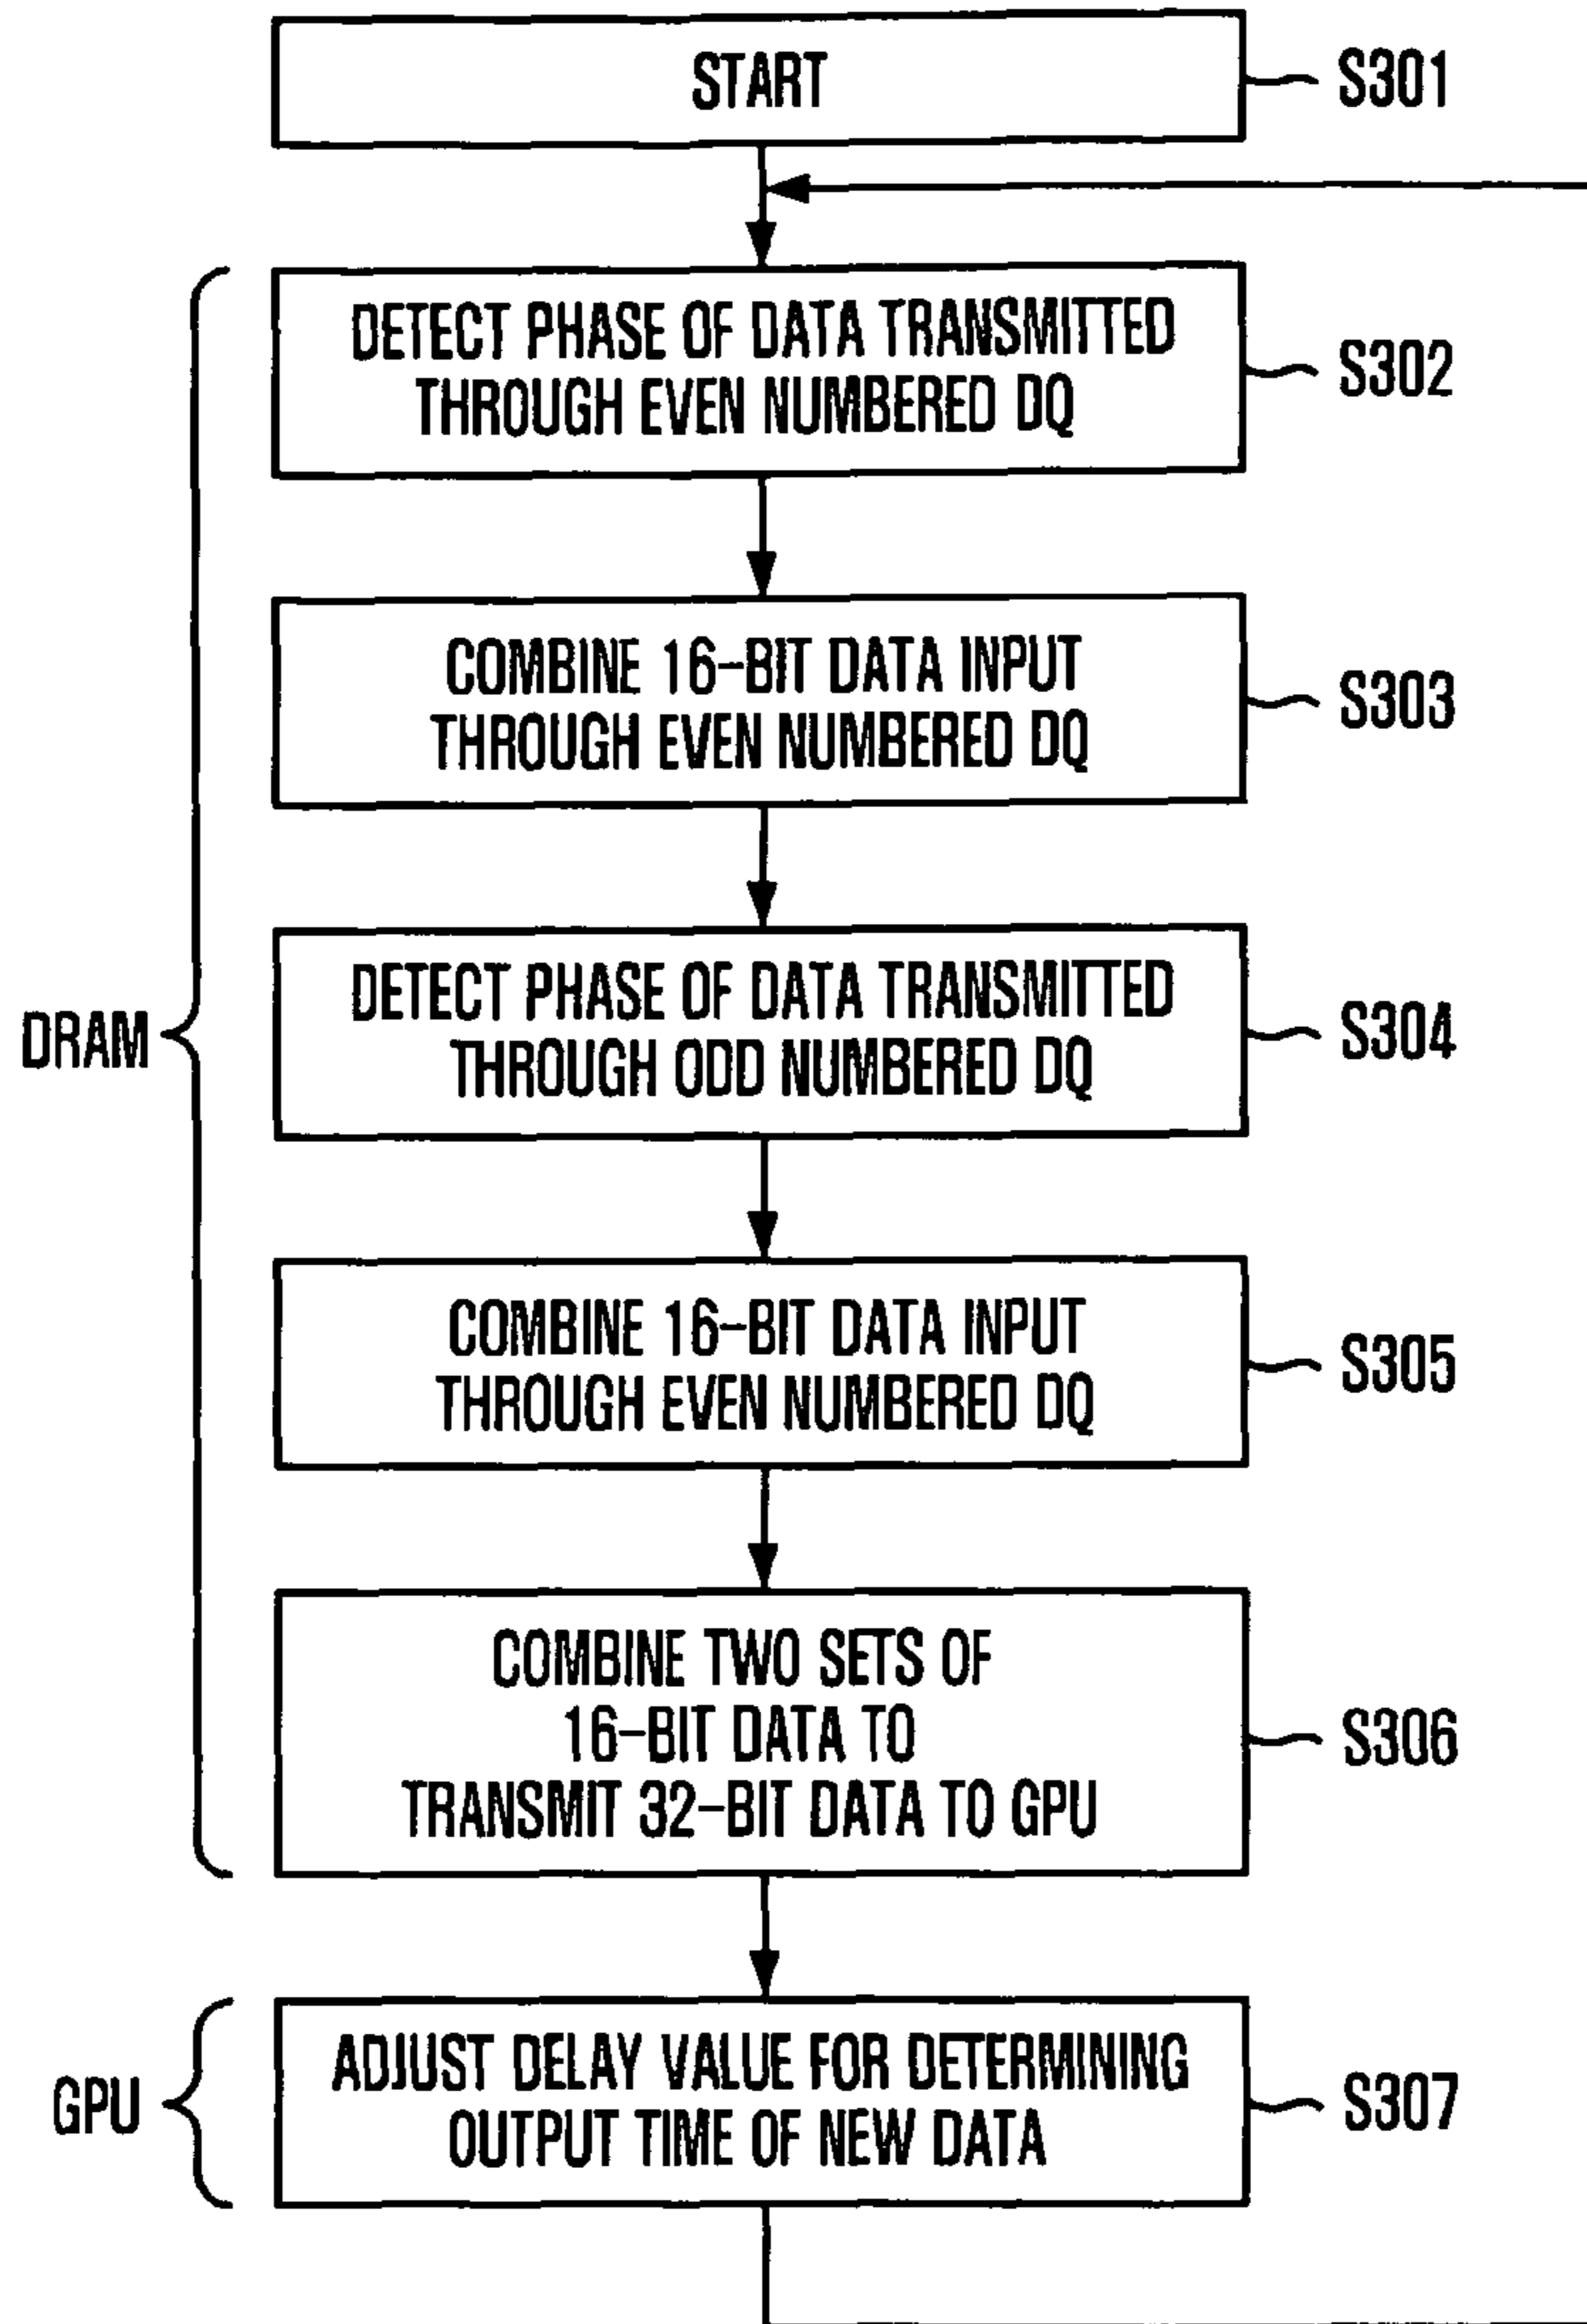 START
S301
DETECT PHASE OF DATA TRANSMITTED
THROUGH EVEN NUMBERED DQ
S302
COMBINE 16-BIT DATA INPUT
THROUGH EVEN NUMBERED DQ
S303
DETECT PHASE OF DATA TRANSMITTED
THROUGH ODD NUMBERED DQ
S304
DRAM
COMBINE 16-BIT DATA INPUT
THROUGH EVEN NUMBERED DQ
S305
COMBINE TWO SETS OF
16-BIT DATA TO
TRANSMIT 32-BIT DATA TO GPU
S306
ADJUST DELAY VALUE FOR DETERMINING
OUTPUT TIME OF NEW DATA
S307
GPU